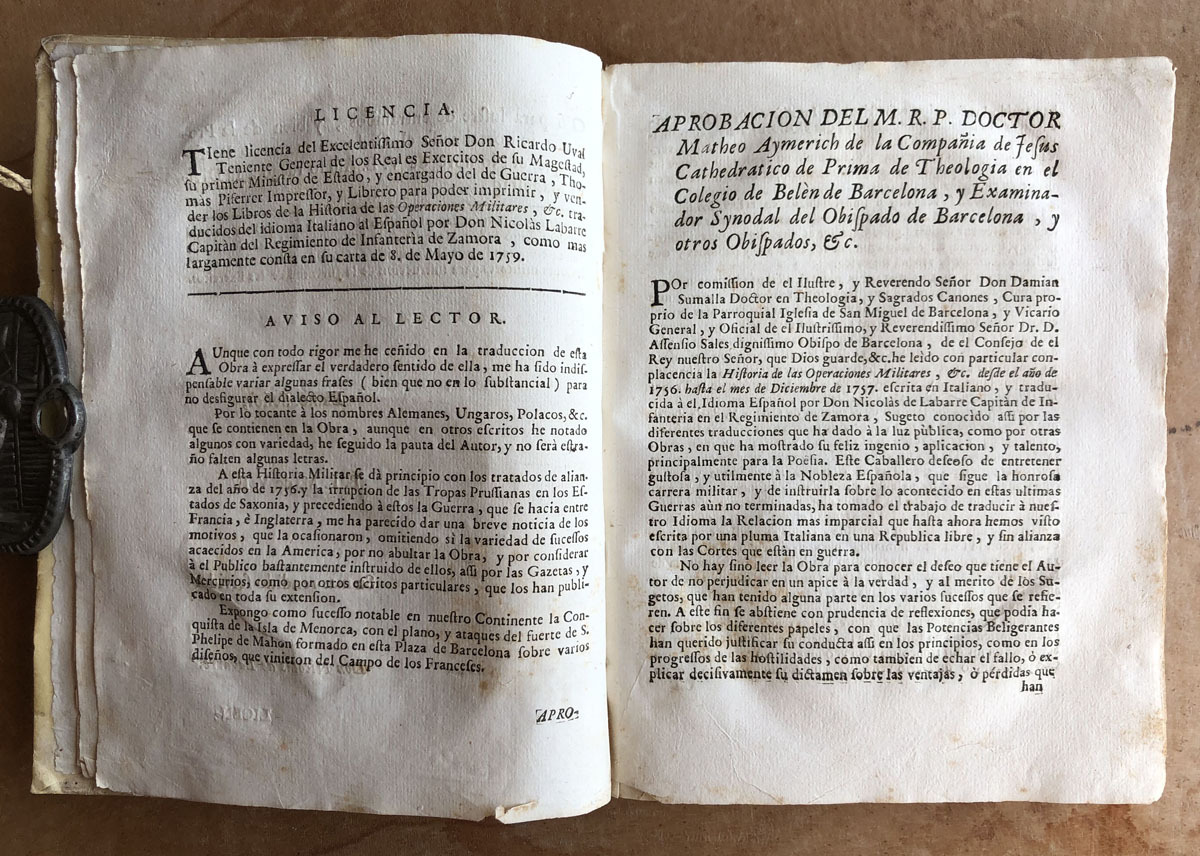 LICENCIA.
TIene licencia del Excelentiſſimo Señor Don Ricardo Uval
Teniente General de los Reales Exercitos de ſu Mageſtad,
ſu primer Miniſtro de Eſtado, y encargado del de Guerra, Tho-
màs Piferrer Impreſſor, y Librero para poder imprimir, y ven-
der los Libros de la Hiſtoria de las Operaciones Militares, &c. tra-
ducidos del idioma Italiano al Eſpañol por Don Nicolàs Labarre
Capitàn del Regimiento de Infanterìa de Zamora, como mas
largamente conſta en ſu carta de 8. de Mayo de 1759.
AVISO AL LECTOR.
AUnque con todo rigor me he ceñido en la traduccion de eſta
Obra à expreſſar el verdadero ſentido de ella, me ha ſido indiſ-
penſable variar algunas fraſes ( bien que no en lo ſubſtancial ) para
no desfigurar el dialecto Eſpañol.
Por lo tocante à los nombres Alemanes, Ungaros, Polacos, &c.
que ſe contienen en la Obra, aunque en otros eſcritos he notado
algunos con variedad, he ſeguido la pauta del Autor, y no ſerà eſtra-
ño falten algunas letras.
A eſta Hiſtoria Militar ſe dà principio con los tratados de alian-
za del año de 1756. y la irrupcion de las Tropas Pruſſianas en los Eſ-
tados de Saxonia, y precediendo à eſtos la Guerra, que ſe hacia entre
Francia, è Inglaterra, me ha parecido dar una breve noticia de los
motivos, que la ocaſionaron, omitiendo sì la variedad de ſuceſſos
acaecidos en la America, por no abultar la Obra, y por conſiderar
à el Publico baſtantemente inſtruido de ellos, aſſi por las Gazetas, y
Mercurios, como por otros eſcritos particulares, que los han publi-
cado en toda ſu extenſion.
Expongo como ſuceſſo notable en nueſtro Continente la Con-
quiſta de la Isla de Menorca, con el plano, y ataques del fuerte de S.
Phelipe de Mahon formado en eſta Plaza de Barcelona ſobre varios
diſeños, que vinieron del Campo de los Franceſes.
APRO-
APROBACION DEL M. R. P. DOCTOR
Matheo Aymerich de la Compañia de Jeſus
Cathedratico de Prima de Theologia en el
Colegio de Belèn de Barcelona, y Examina-
dor Synodal del Obiſpado de Barcelona, y
otros Obiſpados, &c.
POr comiſſion de el Iluſtre, y Reverendo Señor Don Damian
Sumalla Doctor en Theologia, y Sagrados Canones, Cura pro-
prio de la Parroquial Igleſia de San Miguel de Barcelona, y Vicario
General, y Oficial de el Iluſtriſſimo, y Reverendiſſimo Señor Dr. D.
Aſſenſio Sales digniſſimo Obiſpo de Barcelona, de el Conſejo de el
Rey nueſtro Señor, que Dios guarde, &c. he leìdo con particular con-
placencia la Hiſtoria de las Operaciones Militares, &c. desde el año de
1756. haſta el mes de Diciembre de 1757. eſcrita en Italiano, y tradu-
cida à el Idioma Eſpañol por Don Nicolàs de Labarre Capitàn de In-
fanteria en el Regimiento de Zamora, Sugeto conocido aſſi por las
diferentes traducciones que ha dado à la luz pùblica, como por otras
Obras, en que ha moſtrado ſu feliz ingenio, aplicacion, y talento,
principalmente para la Poësia. Eſte Caballero deſeoſo de entretener
guſtoſa, y utilmente à la Nobleza Eſpañola, que ſigue la honroſa
carrera militar, y de inſtruirla ſobre lo acontecido en eſtas ultimas
Guerras aùn no terminadas, ha tomado el trabajo de traducir à nueſ-
tro Idioma la Relacion mas imparcial que haſta ahora hemos viſto
eſcrita por una pluma Italiana en una Republica libre, y ſin alianza
con las Cortes que eſtàn en guerra.
No hay ſino leer la Obra para conocer el deſeo que tiene el Au-
tor de no perjudicar en un apice à la verdad, y al merito de los Su-
getos, que han tenido alguna parte en los varios ſuceſſos que ſe refie-
ren. A eſte fin ſe abſtiene con prudencia de reflexiones, que podia ha-
cer ſobre los diferentes papeles, con que las Potencias Beligerantes
han querido juſtificar ſu conducta aſſi en los principios, como en los
progreſſos de las hoſtilidades, como tambien de echar el fallo, ò ex-
plicar deciſivamente ſu dictamen ſobre las ventajas, ò pérdidas que
han